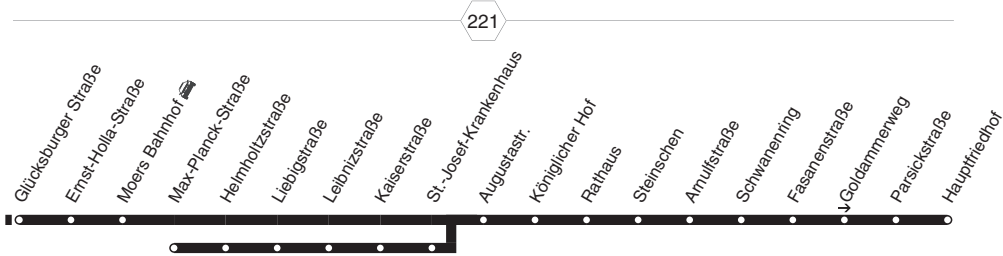 221
Glücksburger Straße
Ernst-Holla-Straße
Moers Bahnhof
Max-Planck-Straße
Helmholtzstraße
Liebigstraße
Leibnizstraße
Kaiserstraße
St.-Josef-Krankenhaus
Augustastr.
Königlicher Hof
Rathaus
Steinschen
Arnulfstraße
Schwanenring
Fasanenstraße
Goldammerweg
Parsickstraße
Hauptfriedhof